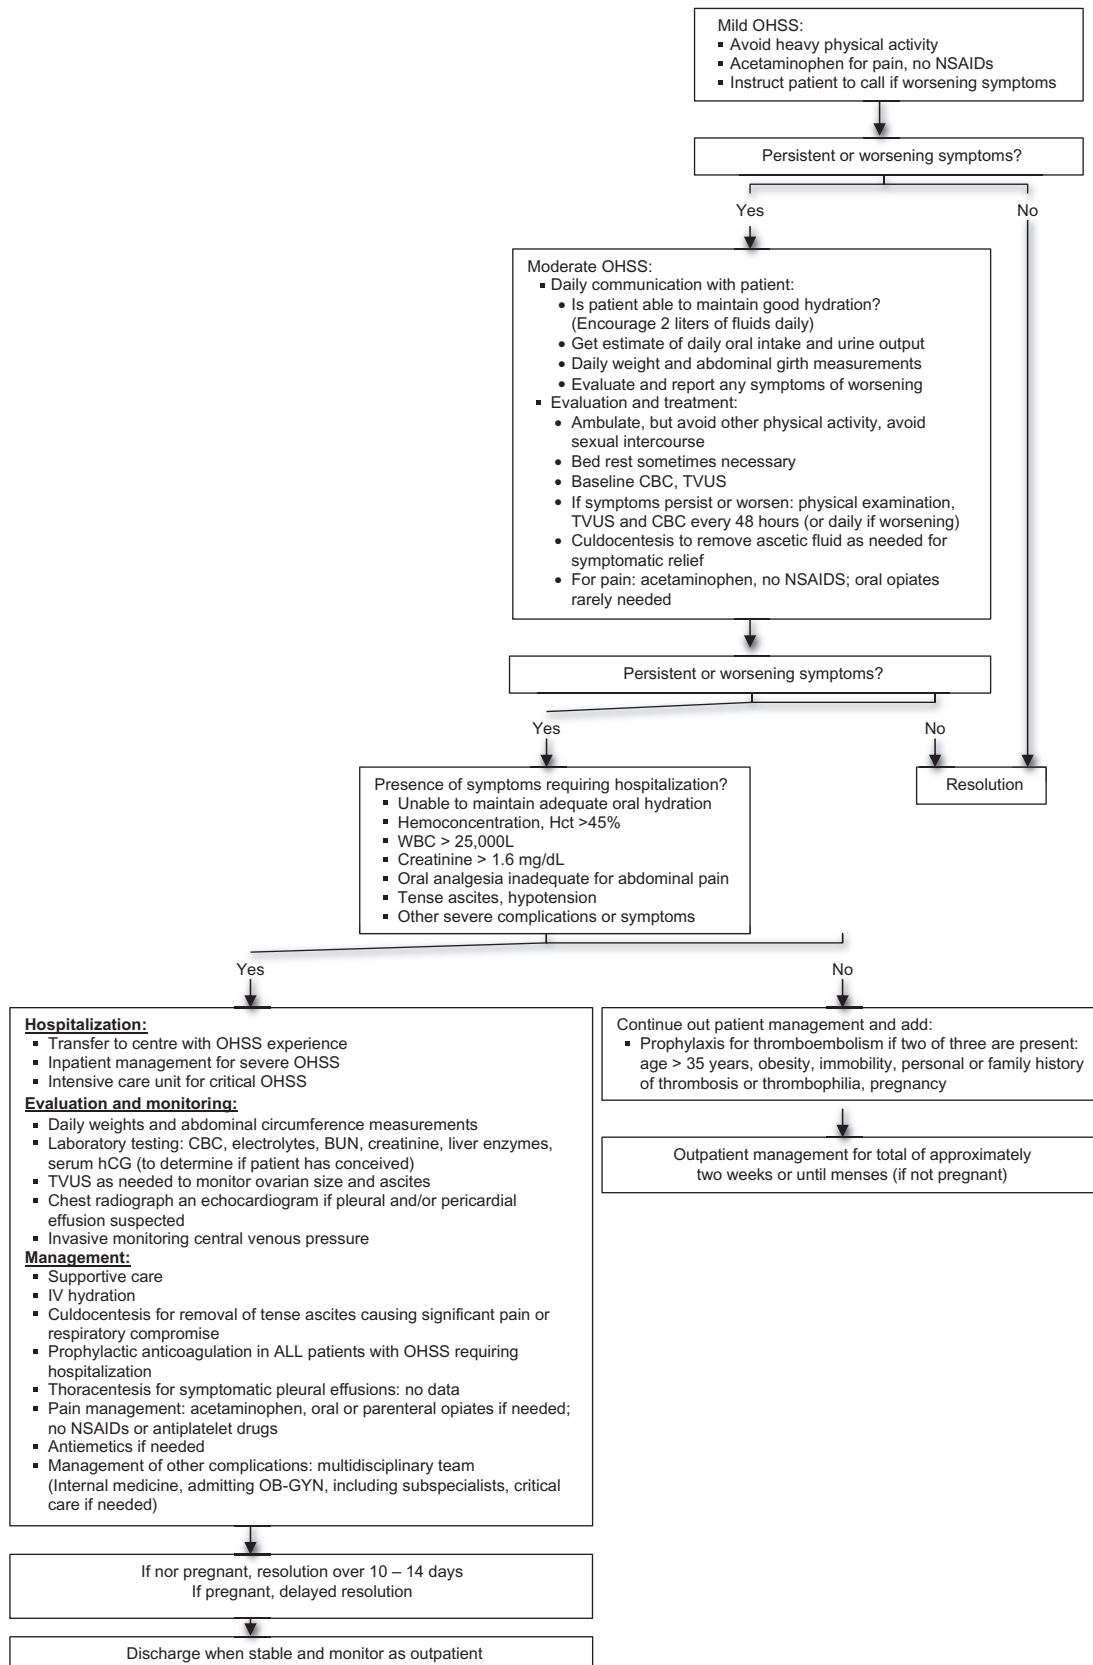 Mild OHSS:
▪ Avoid heavy physical activity
▪ Acetaminophen for pain, no NSAIDs
▪ Instruct patient to call if worsening symptoms
Persistent or worsening symptoms?
Yes
No
Moderate OHSS:
▪ Daily communication with patient:
• Is patient able to maintain good hydration?
(Encourage 2 liters of fluids daily)
• Get estimate of daily oral intake and urine output
• Daily weight and abdominal girth measurements
• Evaluate and report any symptoms of worsening
▪ Evaluation and treatment:
• Ambulate, but avoid other physical activity, avoid
sexual intercourse
• Bed rest sometimes necessary
• Baseline CBC, TVUS
• If symptoms persist or worsen: physical examination,
TVUS and CBC every 48 hours (or daily if worsening)
• Culdocentesis to remove ascetic fluid as needed for
symptomatic relief
• For pain: acetaminophen, no NSAIDS; oral opiates
rarely needed
Persistent or worsening symptoms?
Yes
No
Resolution
Presence of symptoms requiring hospitalization?
▪ Unable to maintain adequate oral hydration
▪ Hemoconcentration, Hct >45%
▪ WBC > 25,000L
▪ Creatinine > 1.6 mg/dL
▪ Oral analgesia inadequate for abdominal pain
▪ Tense ascites, hypotension
▪ Other severe complications or symptoms
Yes
No
Hospitalization:
▪ Transfer to centre with OHSS experience
▪ Inpatient management for severe OHSS
▪ Intensive care unit for critical OHSS
Evaluation and monitoring:
▪ Daily weights and abdominal circumference measurements
▪ Laboratory testing: CBC, electrolytes, BUN, creatinine, liver enzymes,
serum hCG (to determine if patient has conceived)
▪ TVUS as needed to monitor ovarian size and ascites
▪ Chest radiograph an echocardiogram if pleural and/or pericardial
effusion suspected
▪ Invasive monitoring central venous pressure
Management:
▪ Supportive care
▪ IV hydration
▪ Culdocentesis for removal of tense ascites causing significant pain or
respiratory compromise
▪ Prophylactic anticoagulation in ALL patients with OHSS requiring
hospitalization
▪ Thoracentesis for symptomatic pleural effusions: no data
▪ Pain management: acetaminophen, oral or parenteral opiates if needed;
no NSAIDs or antiplatelet drugs
▪ Antiemetics if needed
▪ Management of other complications: multidisciplinary team
(Internal medicine, admitting OB-GYN, including subspecialists, critical
care if needed)
Continue out patient management and add:
▪ Prophylaxis for thromboembolism if two of three are present:
age > 35 years, obesity, immobility, personal or family history
of thrombosis or thrombophilia, pregnancy
Outpatient management for total of approximately
two weeks or until menses (if not pregnant)
If nor pregnant, resolution over 10 – 14 days
If pregnant, delayed resolution
Discharge when stable and monitor as outpatient